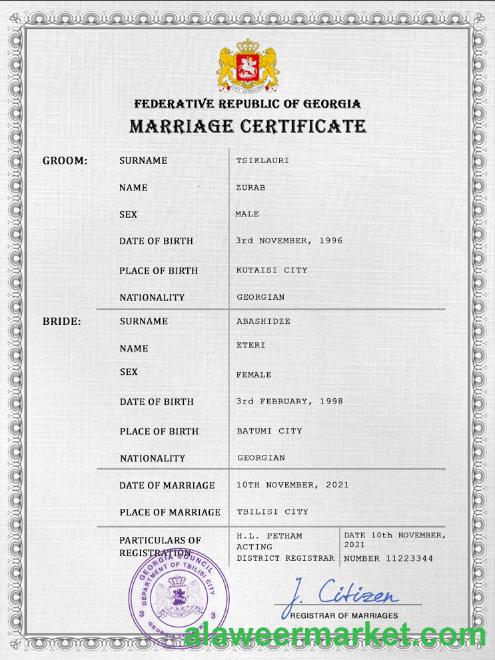 FEDERATIVE REPUBLIC OF GEORGIA
MARRIAGE CERTIFICATE
GROOM: SURNAME TSIKLAURI
NAME ZURAB
SEX MALE
DATE OF BIRTH 3rd NOVEMBER, 1996
PLACE OF BIRTH KUTAISI CITY
NATIONALITY GEORGIAN
BRIDE: SURNAME ABASHIDZE
NAME ETERI
SEX FEMALE
DATE OF BIRTH 3rd FEBRUARY, 1998
PLACE OF BIRTH BATUMI CITY
NATIONALITY GEORGIAN
DATE OF MARRIAGE 10TH NOVEMBER, 2021
PLACE OF MARRIAGE TBILISI CITY
PARTICULARS OF
REGISTRATION
H.L. PETHAM
ACTING
DISTRICT REGISTRAR
DATE 10th NOVEMBER,
2021
NUMBER 11223344
GEORGIA COUNCIL
DEPARTMENT OF TBILISI CITY
3 3
J. Citizen
REGISTRAR OF MARRIAGES
alaweermarket.com